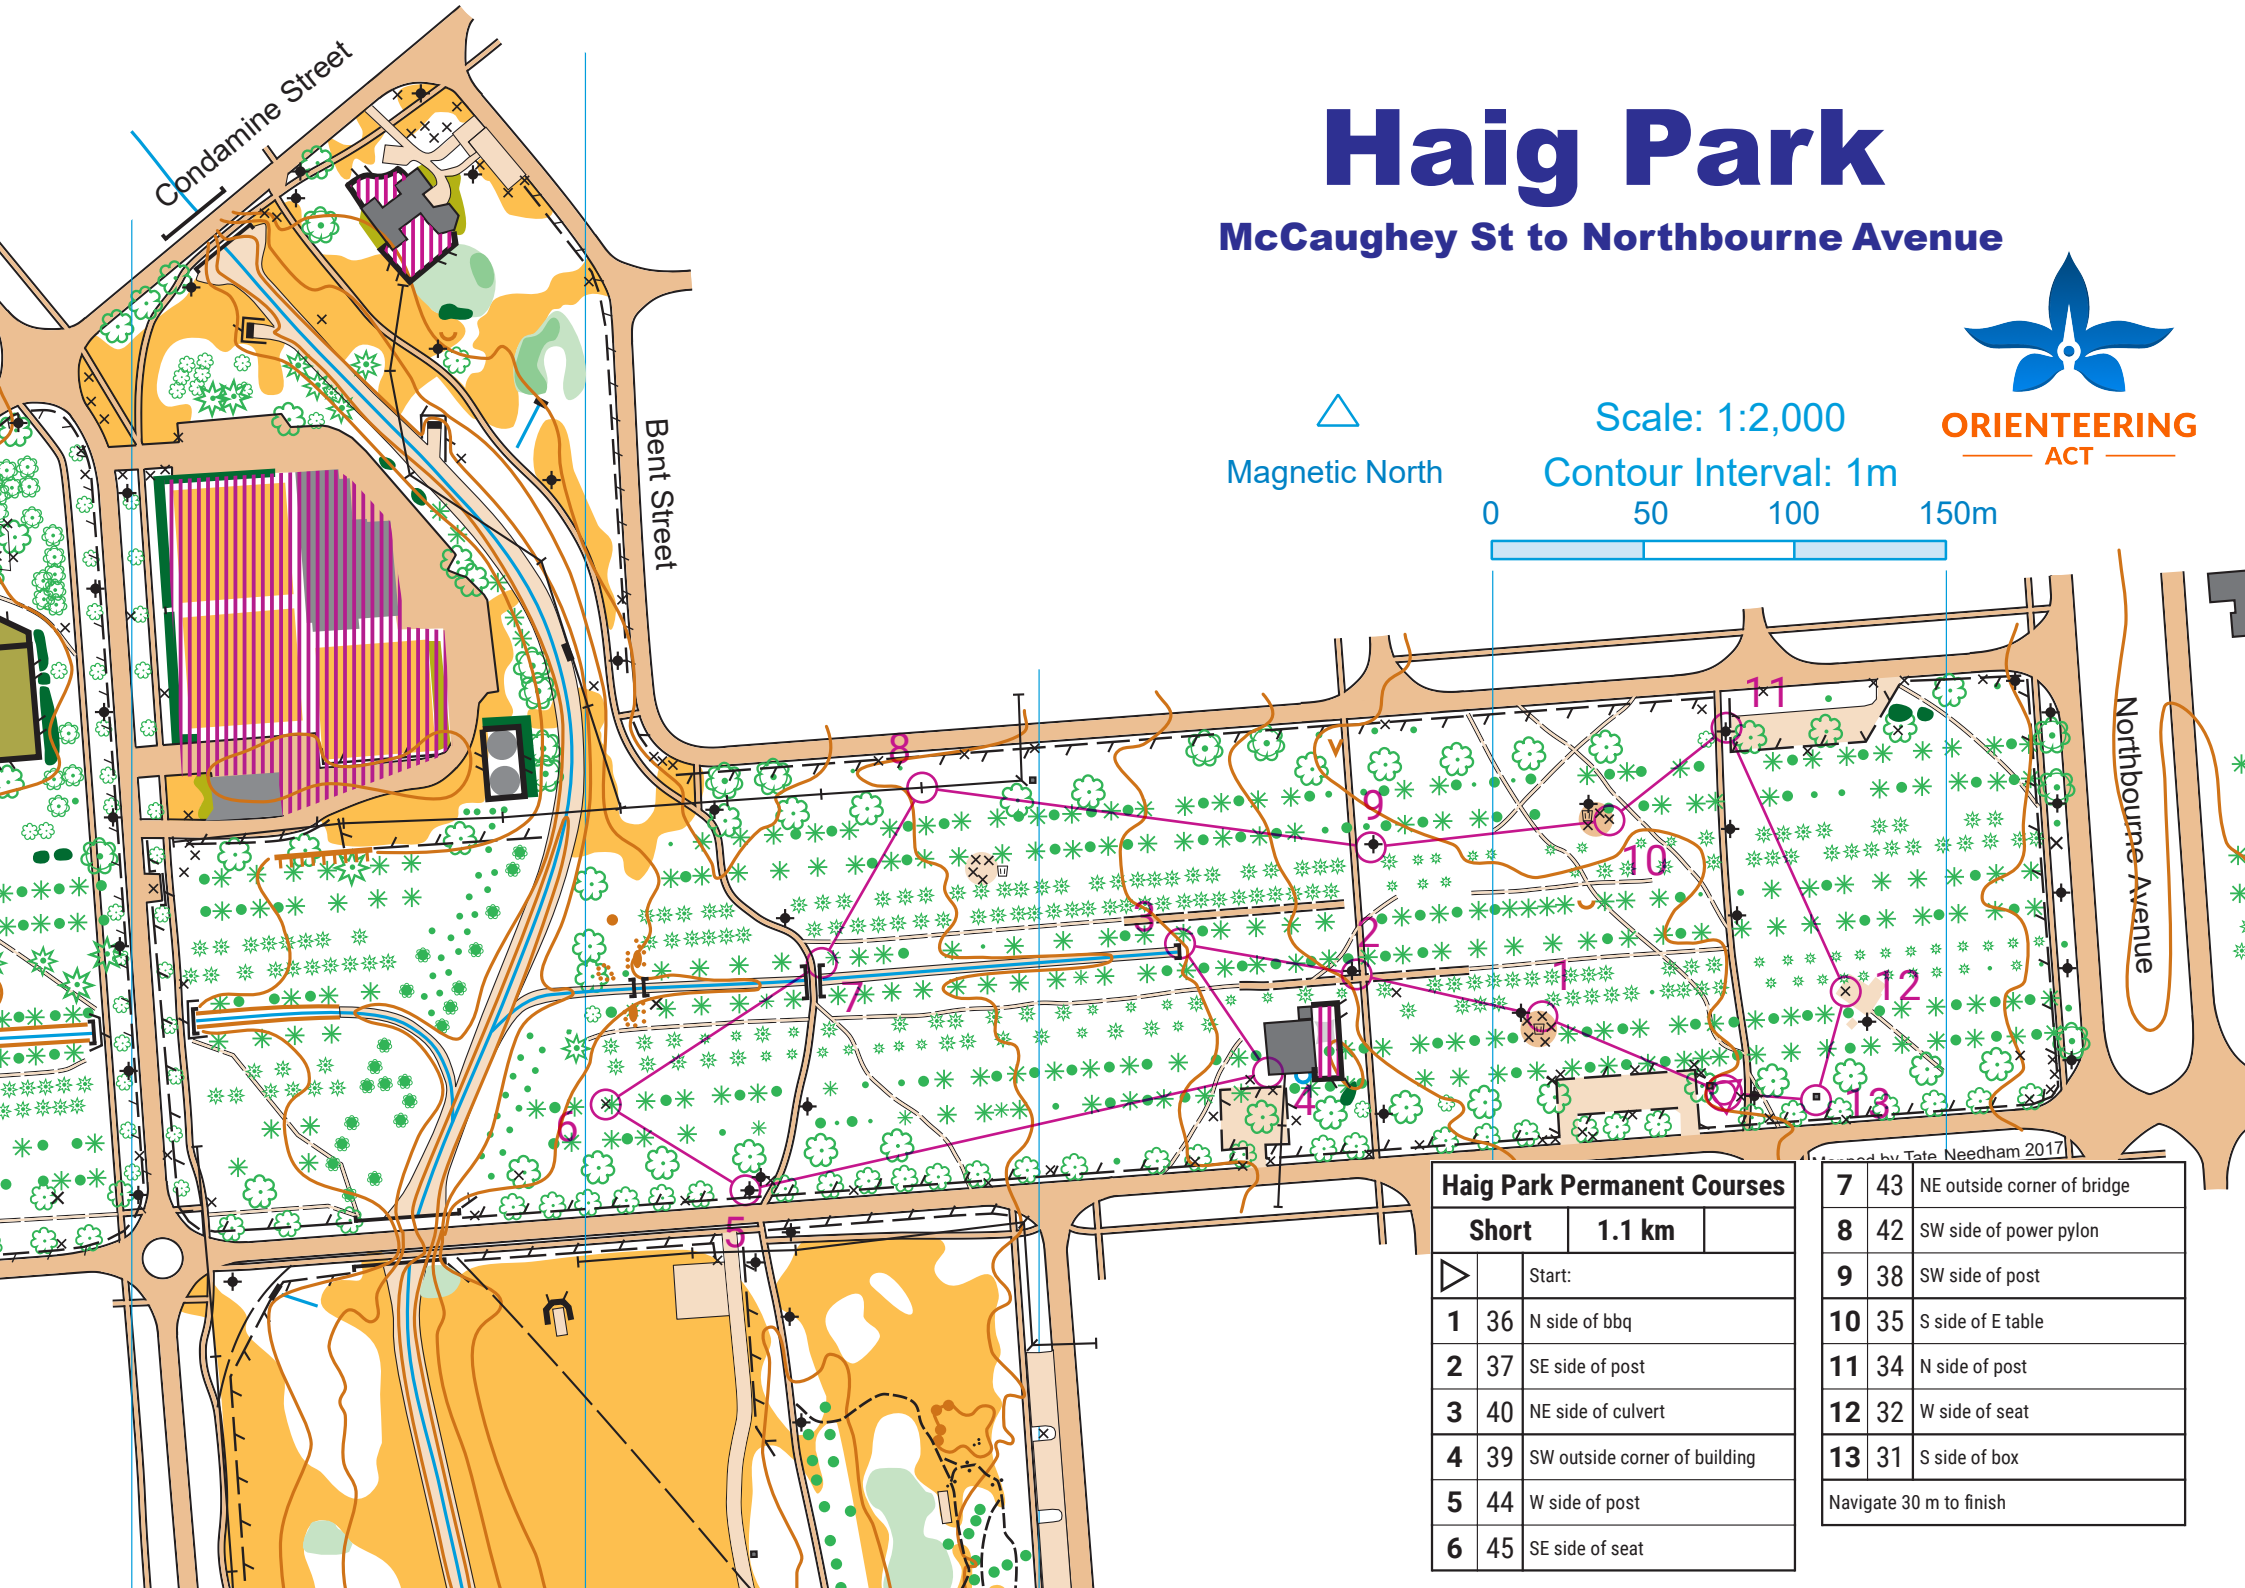 Haig Park
McCaughey St to Northbourne Avenue
Condamine Street
Bent Street
Northbourne Avenue
Magnetic North
Scale: 1:2,000
Contour Interval: 1m
0 50 100 150m
ORIENTEERING
ACT
11
8
9
10
3
2
1
7
12
4
13
6
5
Mapped by Tate Needham 2017
Haig Park Permanent Courses
Short 1.1 km
Start:
1 36 N side of bbq
2 37 SE side of post
3 40 NE side of culvert
4 39 SW outside corner of building
5 44 W side of post
6 45 SE side of seat
7 43 NE outside corner of bridge
8 42 SW side of power pylon
9 38 SW side of post
10 35 S side of E table
11 34 N side of post
12 32 W side of seat
13 31 S side of box
Navigate 30 m to finish